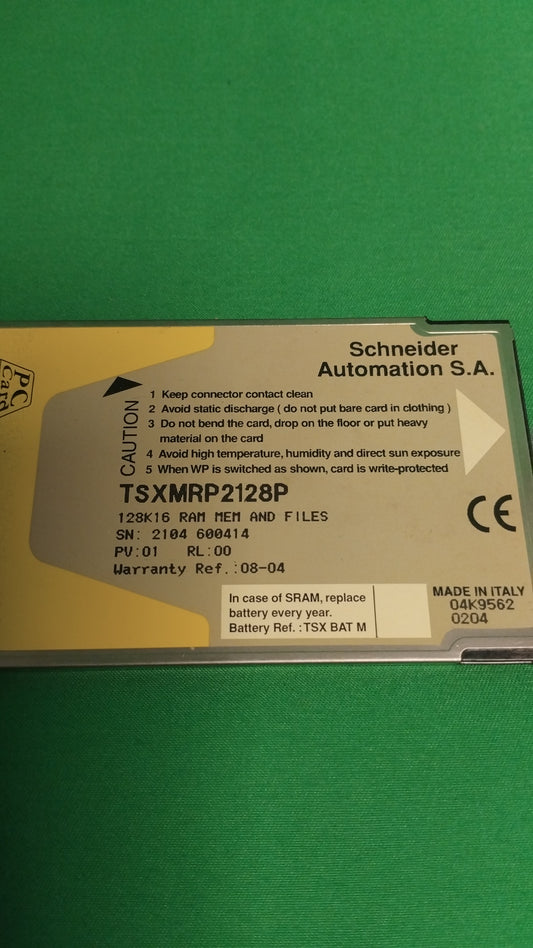 PC
Card
Schneider
Automation S.A.
CAUTION
1 Keep connector contact clean
2 Avoid static discharge ( do not put bare card in clothing )
3 Do not bend the card, drop on the floor or put heavy
material on the card
4 Avoid high temperature, humidity and direct sun exposure
5 When WP is switched as shown, card is write-protected
TSXMRP2128P
128K16 RAM MEM AND FILES
SN: 2104 600414
PV:01 RL:00
Warranty Ref.:08-04
CE
In case of SRAM, replace
battery every year.
Battery Ref. :TSX BAT M
MADE IN ITALY
04K9562
0204